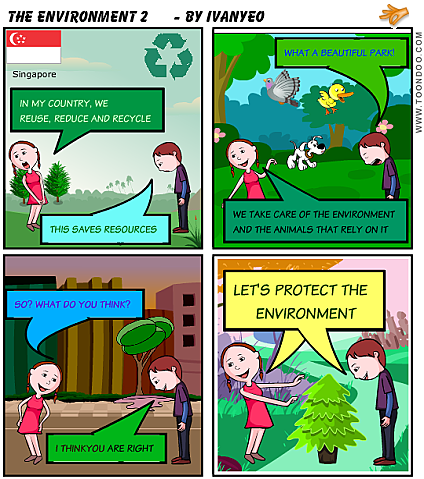 THE ENVIRONMENT 2 - BY IVANYEO
Singapore
IN MY COUNTRY, WE
REUSE, REDUCE AND RECYCLE
THIS SAVES RESOURCES
WHAT A BEAUTIFUL PARK!
WE TAKE CARE OF THE ENVIRONMENT
AND THE ANIMALS THAT RELY ON IT
SO? WHAT DO YOU THINK?
I THINKYOU ARE RIGHT
LET'S PROTECT THE
ENVIRONMENT
WWW.TOONDOO.COM